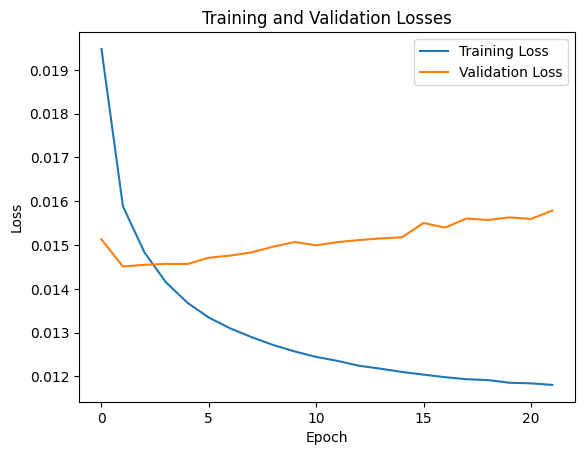 Training and Validation Losses
Training Loss
Validation Loss
0.019
0.018
0.017
0.016
0.015
0.014
0.013
0.012
Loss
0
5
10
15
20
Epoch